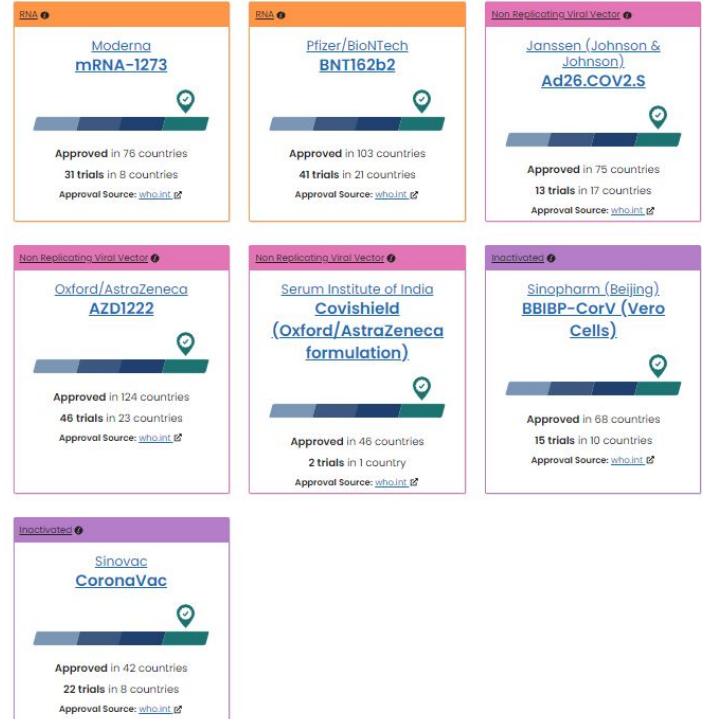 RNA
Moderna
mRNA-1273
Approved in 76 countries
31 trials in 8 countries
Approval Source: who.int
RNA
Pfizer/BioNTech
BNT162b2
Approved in 103 countries
41 trials in 21 countries
Approval Source: who.int
Non Replicating Viral Vector
Janssen (Johnson &
Johnson)
Ad26.COV2.S
Approved in 75 countries
13 trials in 17 countries
Approval Source: who.int
Non Replicating Viral Vector
Oxford/AstraZeneca
AZD1222
Approved in 124 countries
46 trials in 23 countries
Approval Source: who.int
Non Replicating Viral Vector
Serum Institute of India
Covishield
(Oxford/AstraZeneca
formulation)
Approved in 46 countries
2 trials in 1 country
Approval Source: who.int
Inactivated
Sinopharm (Beijing)
BBIBP-CorV (Vero
Cells)
Approved in 68 countries
15 trials in 10 countries
Approval Source: who.int
Inactivated
Sinovac
CoronaVac
Approved in 42 countries
22 trials in 8 countries
Approval Source: who.int